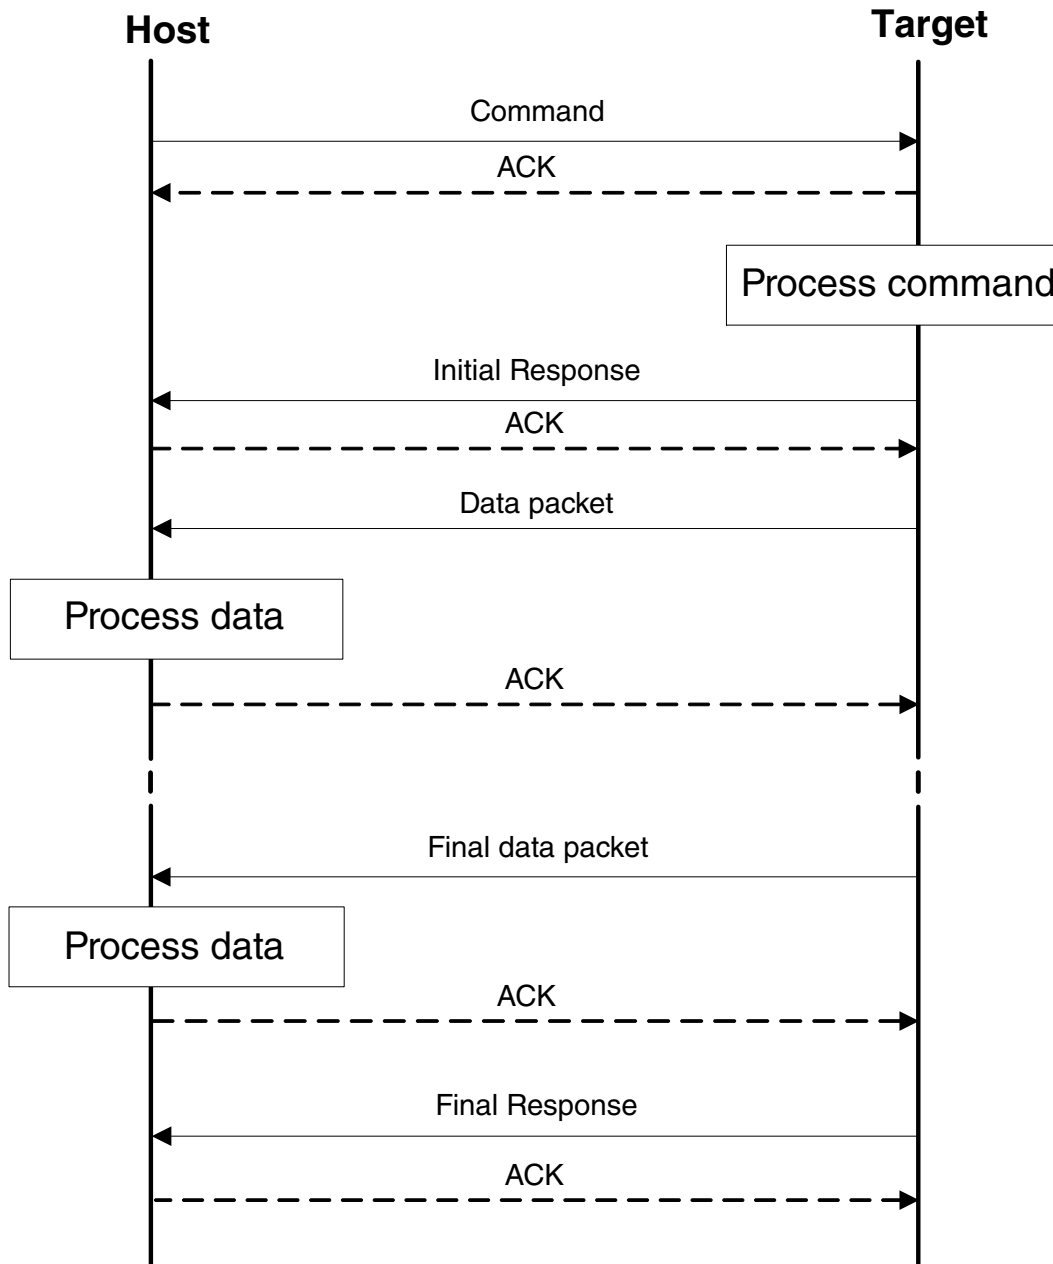 Host
Target
Command
ACK
Process command
Initial Response
ACK
Data packet
Process data
ACK
Final data packet
Process data
ACK
Final Response
ACK